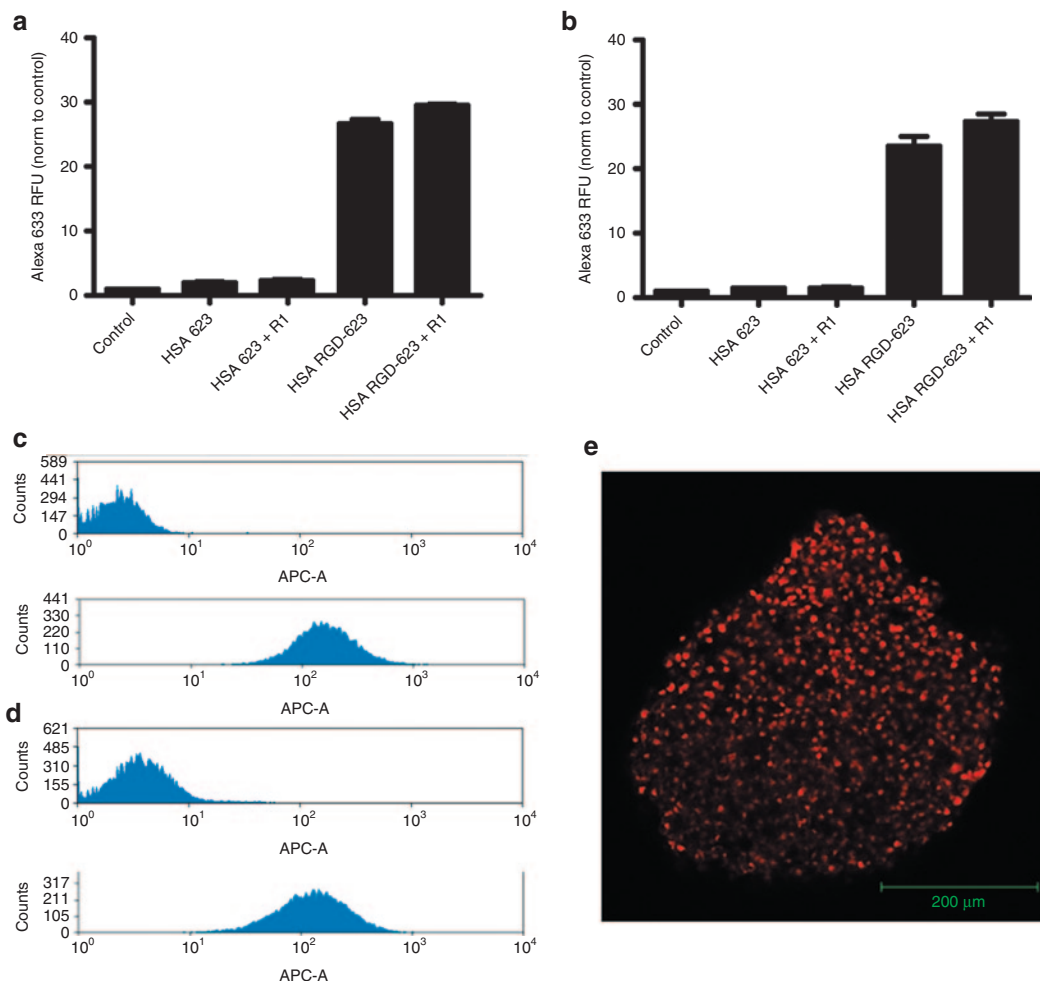 a
40
30
20
10
0
Alexa 633 RFU (norm to control)
Control
HSA 623
HSA 623 + R1
HSA RGD-623
HSA RGD-623 + R1
b
40
30
20
10
0
Alexa 633 RFU (norm to control)
Control
HSA 623
HSA 623 + R1
HSA RGD-623
HSA RGD-623 + R1
c
589
441
294
147
0
Counts
10⁰ 10¹ 10² 10³ 10⁴
APC-A
441
330
220
110
0
Counts
10⁰ 10¹ 10² 10³ 10⁴
APC-A
d
621
485
310
155
0
Counts
10⁰ 10¹ 10² 10³ 10⁴
APC-A
317
211
105
0
Counts
10⁰ 10¹ 10² 10³ 10⁴
APC-A
e
200 µm